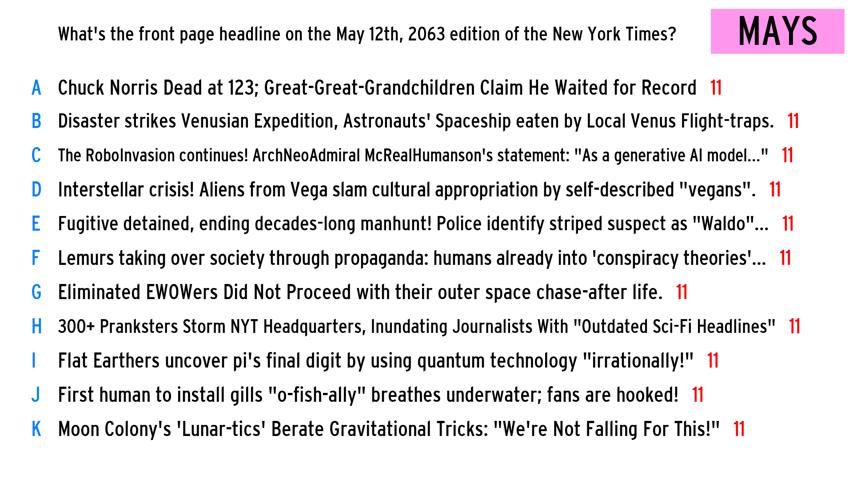 What's the front page headline on the May 12th, 2063 edition of the New York Times? MAYS
A Chuck Norris Dead at 123; Great-Great-Grandchildren Claim He Waited for Record 11
B Disaster strikes Venusian Expedition, Astronauts' Spaceship eaten by Local Venus Flight-traps. 11
C The RoboInvasion continues! ArchNeoAdmiral McRealHumanson's statement: "As a generative AI model..." 11
D Interstellar crisis! Aliens from Vega slam cultural appropriation by self-described "vegans". 11
E Fugitive detained, ending decades-long manhunt! Police identify striped suspect as "Waldo"... 11
F Lemurs taking over society through propaganda: humans already into 'conspiracy theories'... 11
G Eliminated EWOWers Did Not Proceed with their outer space chase-after life. 11
H 300+ Pranksters Storm NYT Headquarters, Inundating Journalists With "Outdated Sci-Fi Headlines" 11
I Flat Earthers uncover pi's final digit by using quantum technology "irrationally!" 11
J First human to install gills "o-fish-ally" breathes underwater; fans are hooked! 11
K Moon Colony's 'Lunar-tics' Berate Gravitational Tricks: "We're Not Falling For This!" 11